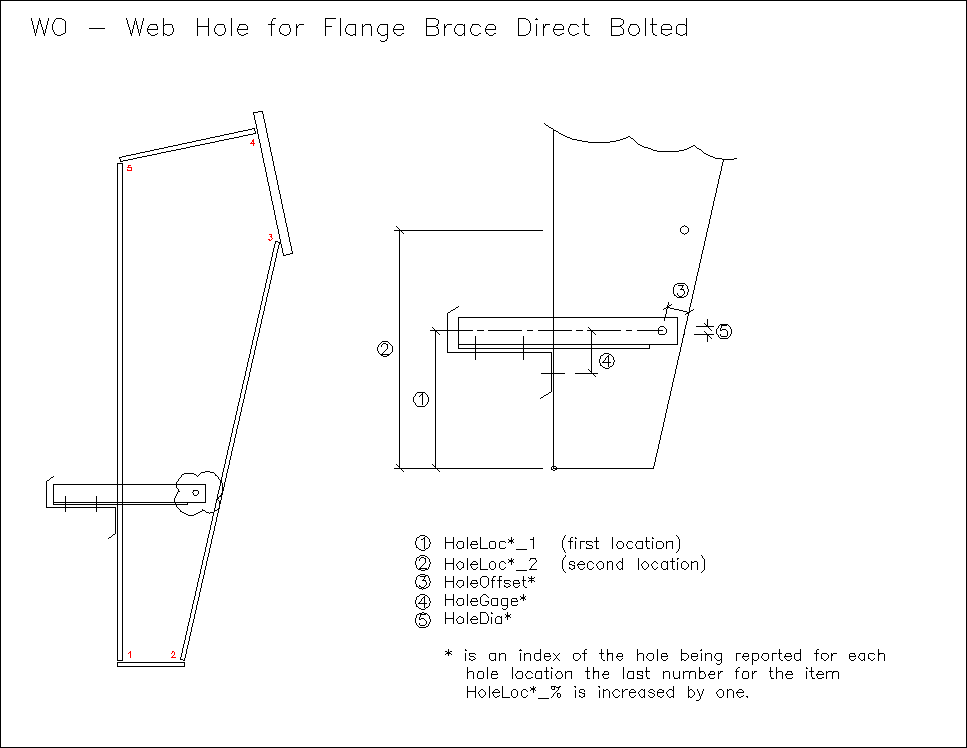 WO – Web Hole for Flange Brace Direct Bolted
4
5
3
3
5
2
4
1
1 2
1 HoleLoc*_1 (first location)
2 HoleLoc*_2 (second location)
3 HoleOffset*
4 HoleGage*
5 HoleDia*
* is an index of the hole being reported for each
hole location the last number for the item
HoleLoc*_% is increased by one.